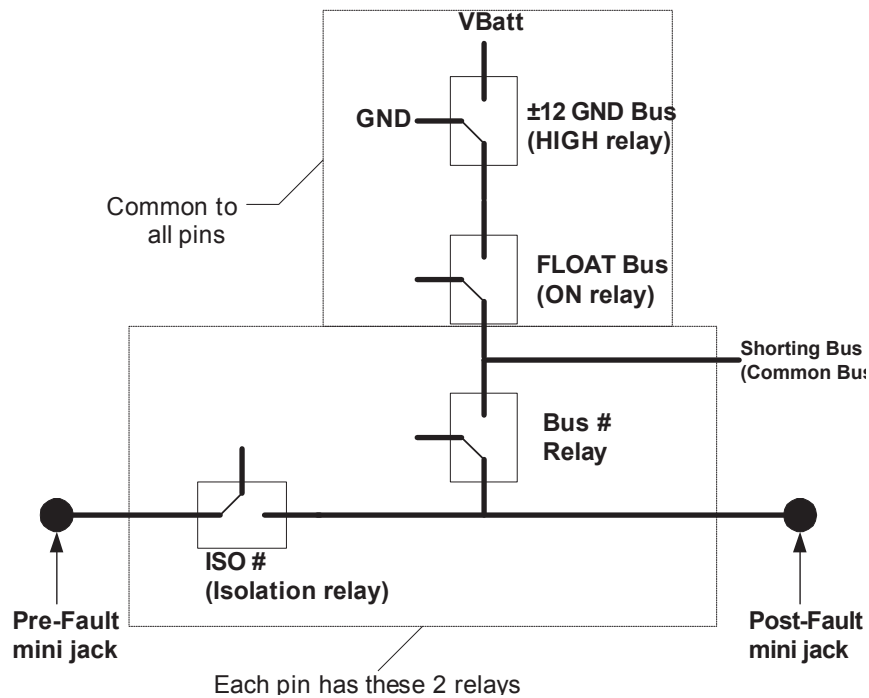 VBatt
GND
±12 GND Bus
(HIGH relay)
Common to
all pins
FLOAT Bus
(ON relay)
Shorting Bus
(Common Bus
Bus #
Relay
ISO #
(Isolation relay)
Pre-Fault
mini jack
Post-Fault
mini jack
Each pin has these 2 relays